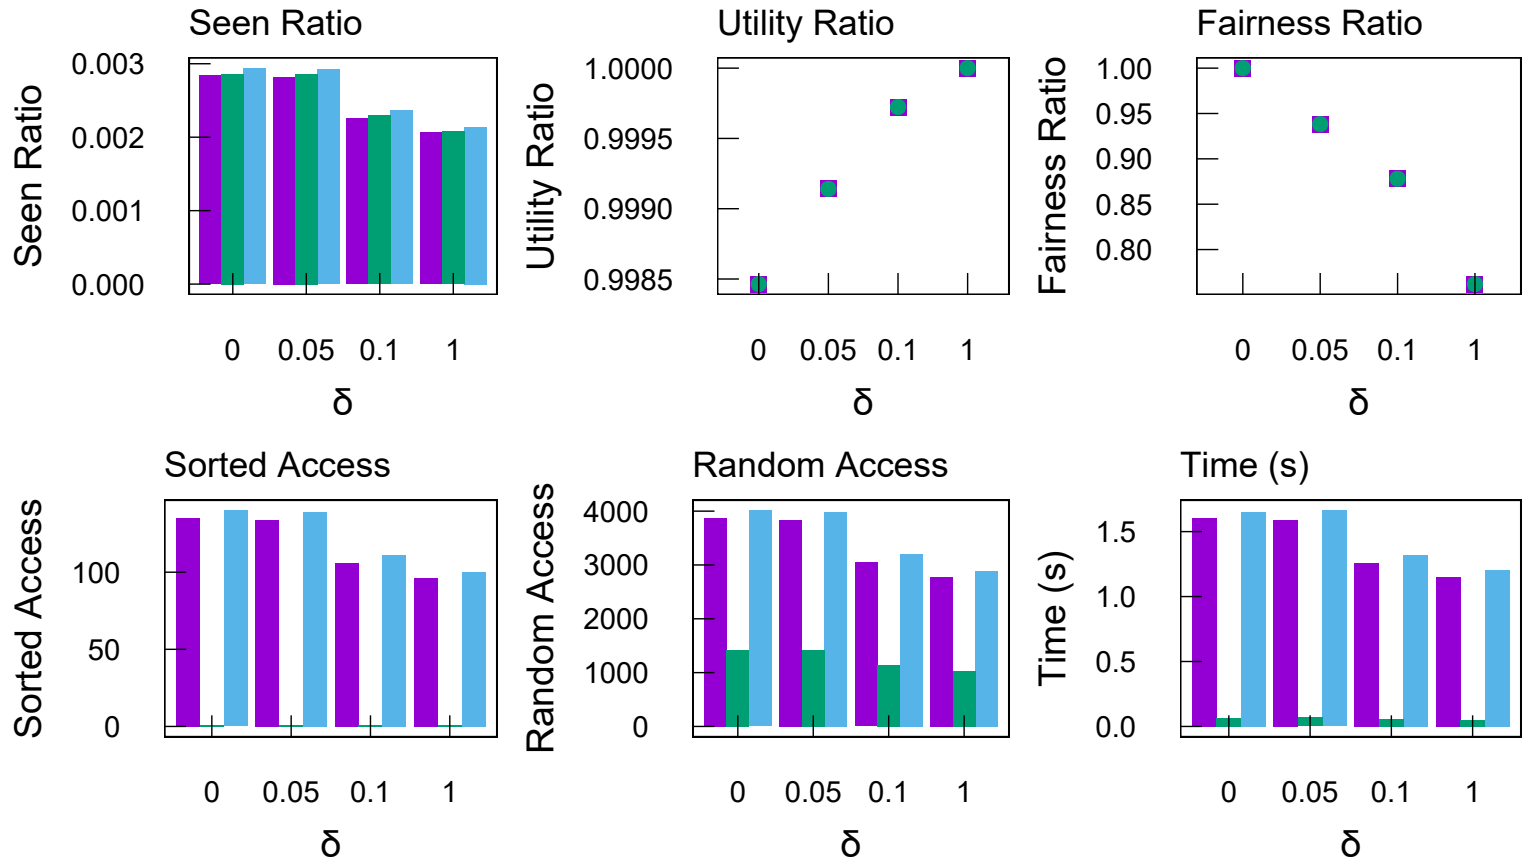 Seen Ratio
Seen Ratio
0.003
0.002
0.001
0.000
0 0.05 0.1 1
δ
Utility Ratio
Utility Ratio
1.0000
0.9995
0.9990
0.9985
0 0.05 0.1 1
δ
Fairness Ratio
Fairness Ratio
1.00
0.95
0.90
0.85
0.80
0 0.05 0.1 1
δ
Sorted Access
Sorted Access
100
50
0
0 0.05 0.1 1
δ
Random Access
Random Access
4000
3000
2000
1000
0
0 0.05 0.1 1
δ
Time (s)
Time (s)
1.5
1.0
0.5
0.0
0 0.05 0.1 1
δ